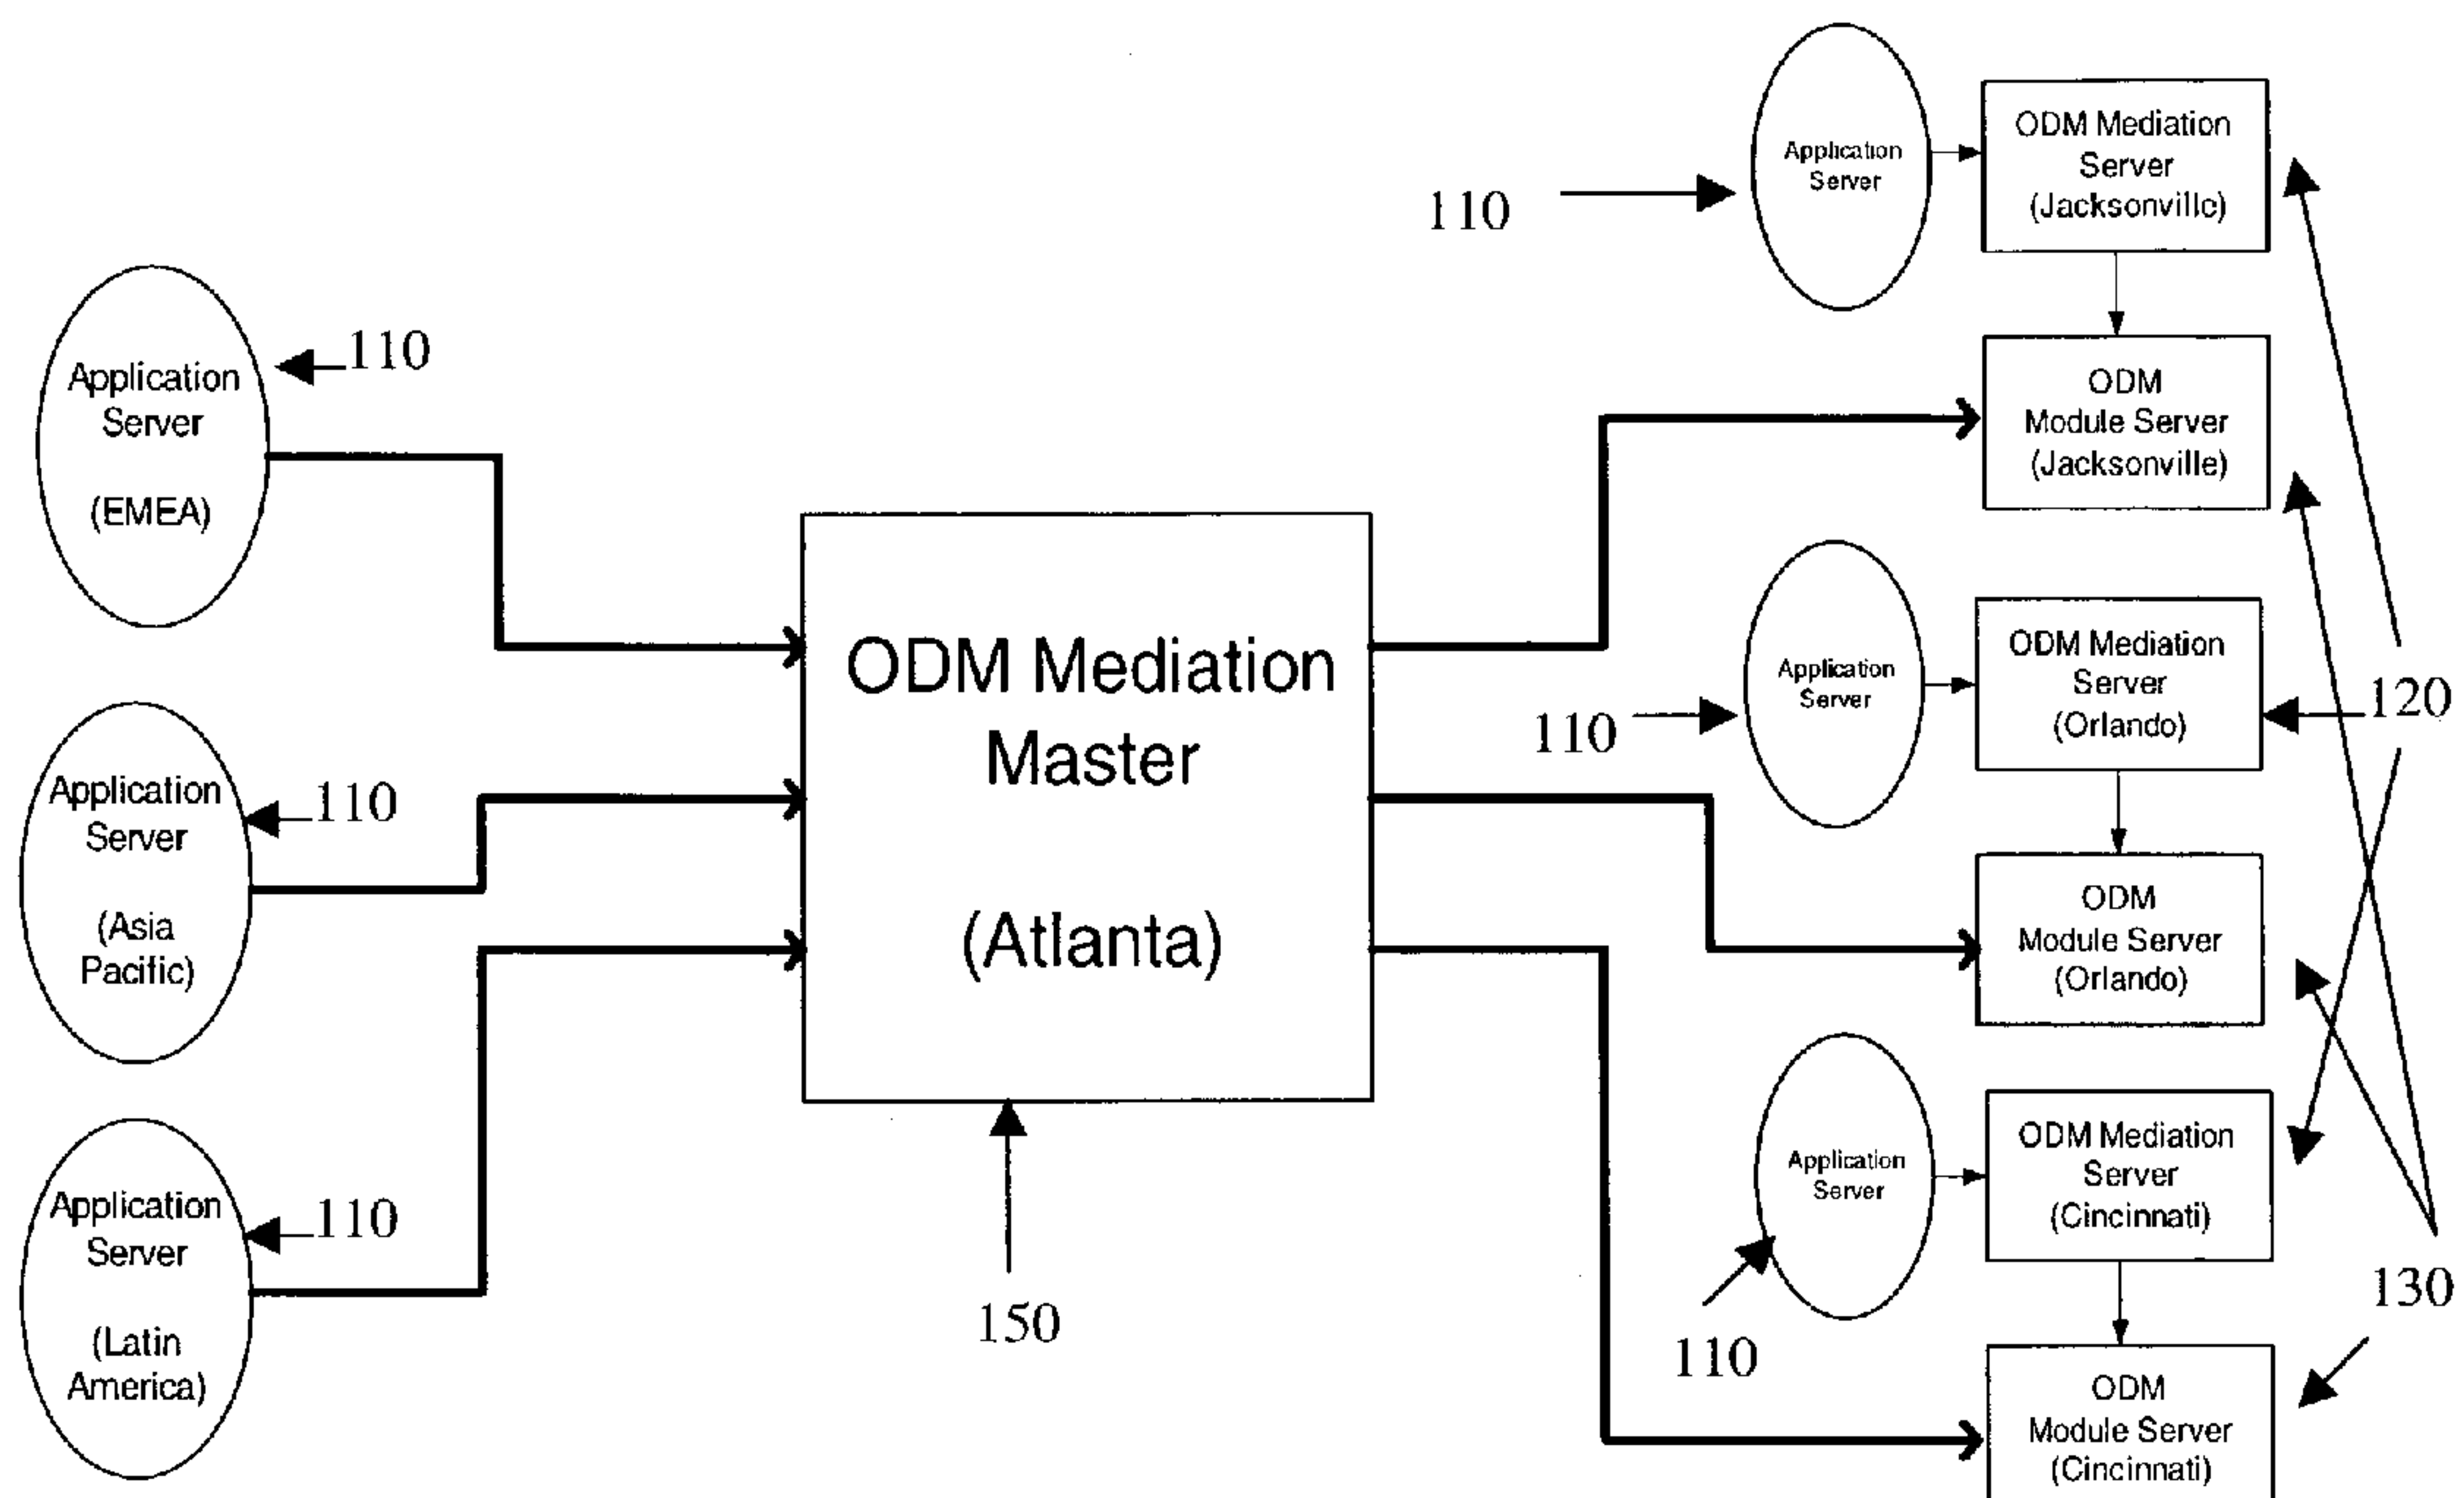 Application
Server
(EMEA)
110
Application
Server
(Asia
Pacific)
110
Application
Server
(Latin
America)
110
ODM Mediation
Master
(Atlanta)
150
110
Application
Server
ODM Mediation
Server
(Jacksonville)
ODM
Module Server
(Jacksonville)
110
Application
Server
ODM Mediation
Server
(Orlando)
120
ODM
Module Server
(Orlando)
110
Application
Server
ODM Mediation
Server
(Cincinnati)
130
ODM
Module Server
(Cincinnati)